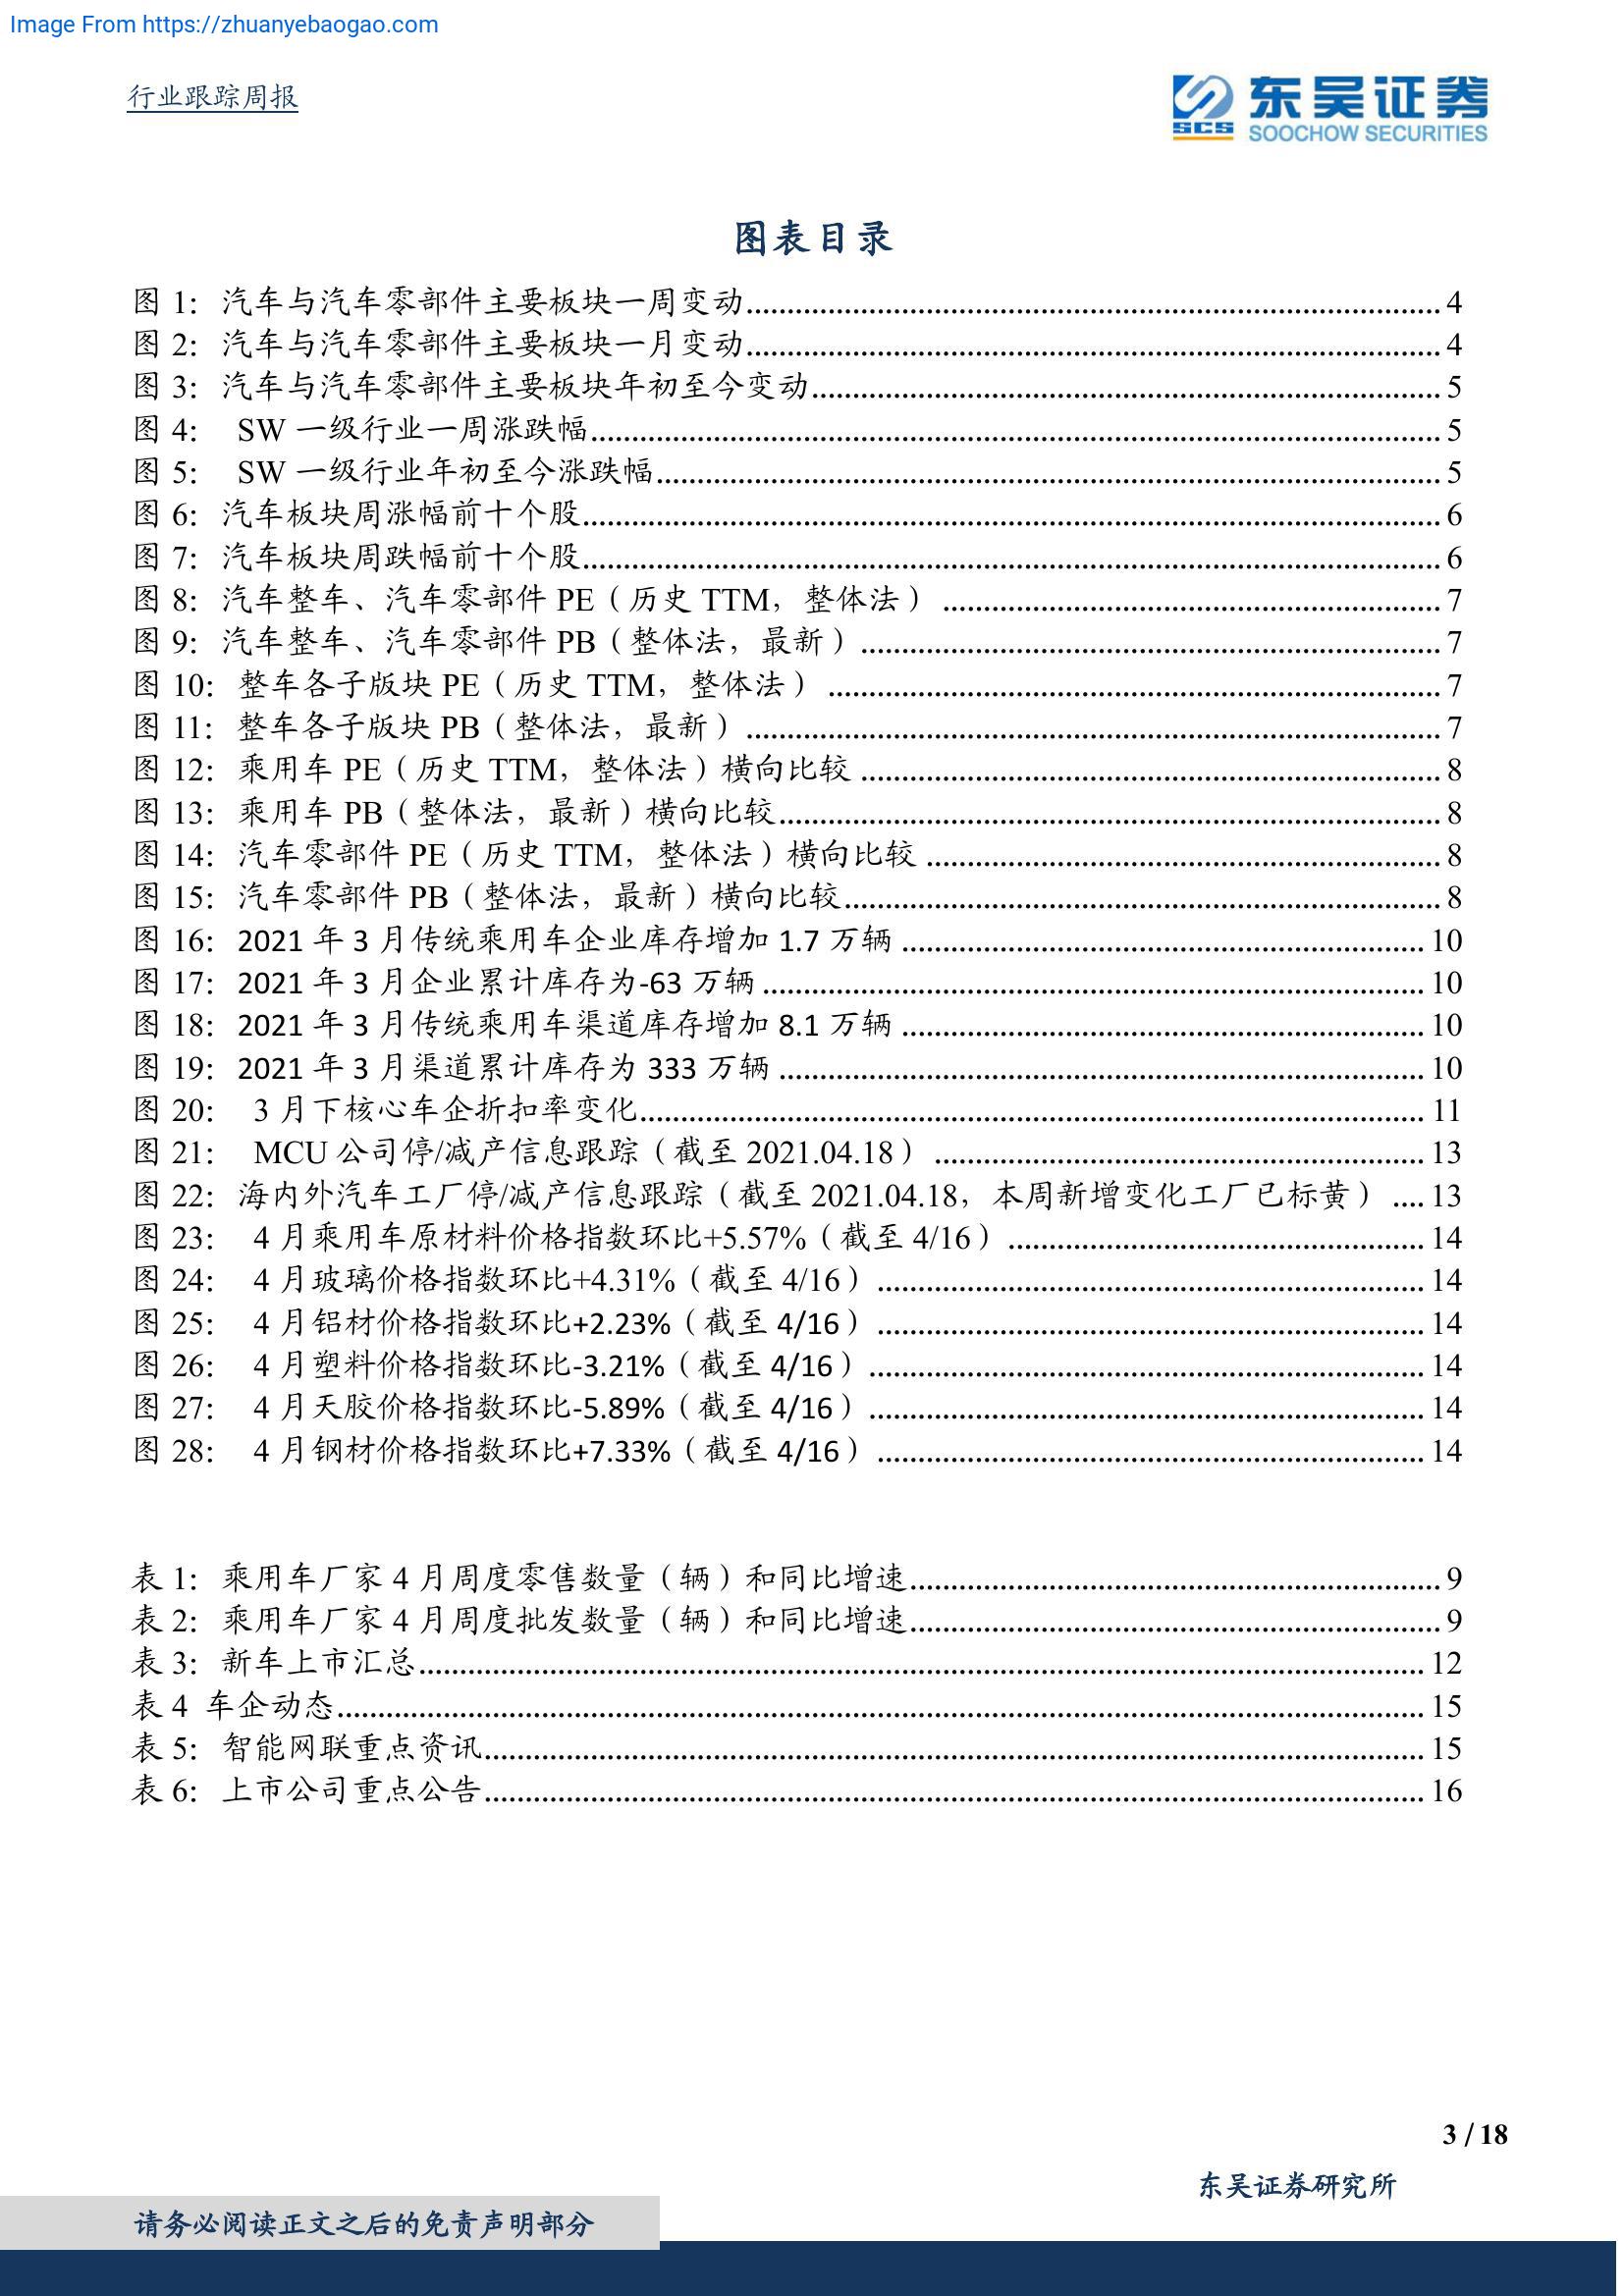 Image From https://zhuanyebaogao.com
行业跟踪周报
SCS
东吴证券
SOOCHOW SECURITIES
图表目录
图 1: 汽车与汽车零部件主要板块一周变动 4
图 2: 汽车与汽车零部件主要板块一月变动 4
图 3: 汽车与汽车零部件主要板块年初至今变动 5
图 4: SW 一级行业一周涨跌幅 5
图 5: SW 一级行业年初至今涨跌幅 5
图 6: 汽车板块周涨幅前十个股 6
图 7: 汽车板块周跌幅前十个股 6
图 8: 汽车整车、汽车零部件 PE（历史 TTM，整体法） 7
图 9: 汽车整车、汽车零部件 PB（整体法，最新） 7
图 10: 整车各子版块 PE（历史 TTM，整体法） 7
图 11: 整车各子版块 PB（整体法，最新） 7
图 12: 乘用车 PE（历史 TTM，整体法）横向比较 8
图 13: 乘用车 PB（整体法，最新）横向比较 8
图 14: 汽车零部件 PE（历史 TTM，整体法）横向比较 8
图 15: 汽车零部件 PB（整体法，最新）横向比较 8
图 16: 2021 年 3 月传统乘用车企业库存增加 1.7 万辆 10
图 17: 2021 年 3 月企业累计库存为-63 万辆 10
图 18: 2021 年 3 月传统乘用车渠道库存增加 8.1 万辆 10
图 19: 2021 年 3 月渠道累计库存为 333 万辆 10
图 20: 3 月下核心车企折扣率变化 11
图 21: MCU 公司停/减产信息跟踪（截至 2021.04.18） 13
图 22: 海内外汽车工厂停/减产信息跟踪（截至 2021.04.18，本周新增变化工厂已标黄） 13
图 23: 4 月乘用车原材料价格指数环比+5.57%（截至 4/16） 14
图 24: 4 月玻璃价格指数环比+4.31%（截至 4/16） 14
图 25: 4 月铝材价格指数环比+2.23%（截至 4/16） 14
图 26: 4 月塑料价格指数环比-3.21%（截至 4/16） 14
图 27: 4 月天胶价格指数环比-5.89%（截至 4/16） 14
图 28: 4 月钢材价格指数环比+7.33%（截至 4/16） 14
表 1: 乘用车厂家 4 月周度零售数量（辆）和同比增速 9
表 2: 乘用车厂家 4 月周度批发数量（辆）和同比增速 9
表 3: 新车上市汇总 12
表 4 车企动态 15
表 5: 智能网联重点资讯 15
表 6: 上市公司重点公告 16
3 / 18
东吴证券研究所
请务必阅读正文之后的免责声明部分